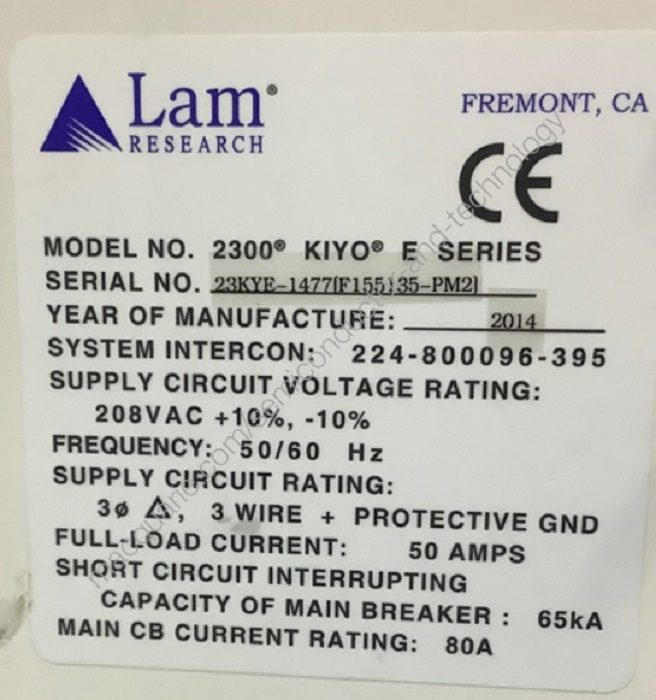 Lam®
RESEARCH
FREMONT, CA
CE
MODEL NO. 2300® KIYO® E SERIES
SERIAL NO. 23KYE-1477[F155135-PM2]
YEAR OF MANUFACTURE: 2014
SYSTEM INTERCON: 224-800096-395
SUPPLY CIRCUIT VOLTAGE RATING:
208VAC +10%, -10%
FREQUENCY: 50/60 Hz
SUPPLY CIRCUIT RATING:
3ø △, 3 WIRE + PROTECTIVE GND
FULL-LOAD CURRENT: 50 AMPS
SHORT CIRCUIT INTERRUPTING
CAPACITY OF MAIN BREAKER : 65kA
MAIN CB CURRENT RATING: 80A